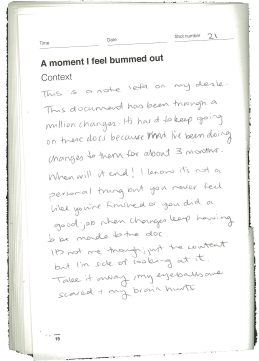 Time
Date
Shot number 21
A moment I feel bummed out
Context
This is a note left on my desk.
This document has been through a
million changes. It's hard to keep going
on these docs because I've been doing
changes to them for about 3 months.
When will it end! I know it's not a
personal thing but you never feel
like you're finished or you did a
good job when changes keep having
to be made to the doc.
It's not me though, just the content
but I'm sick of looking at it.
Take it away, my eyeballs are
scared & my brain hurts